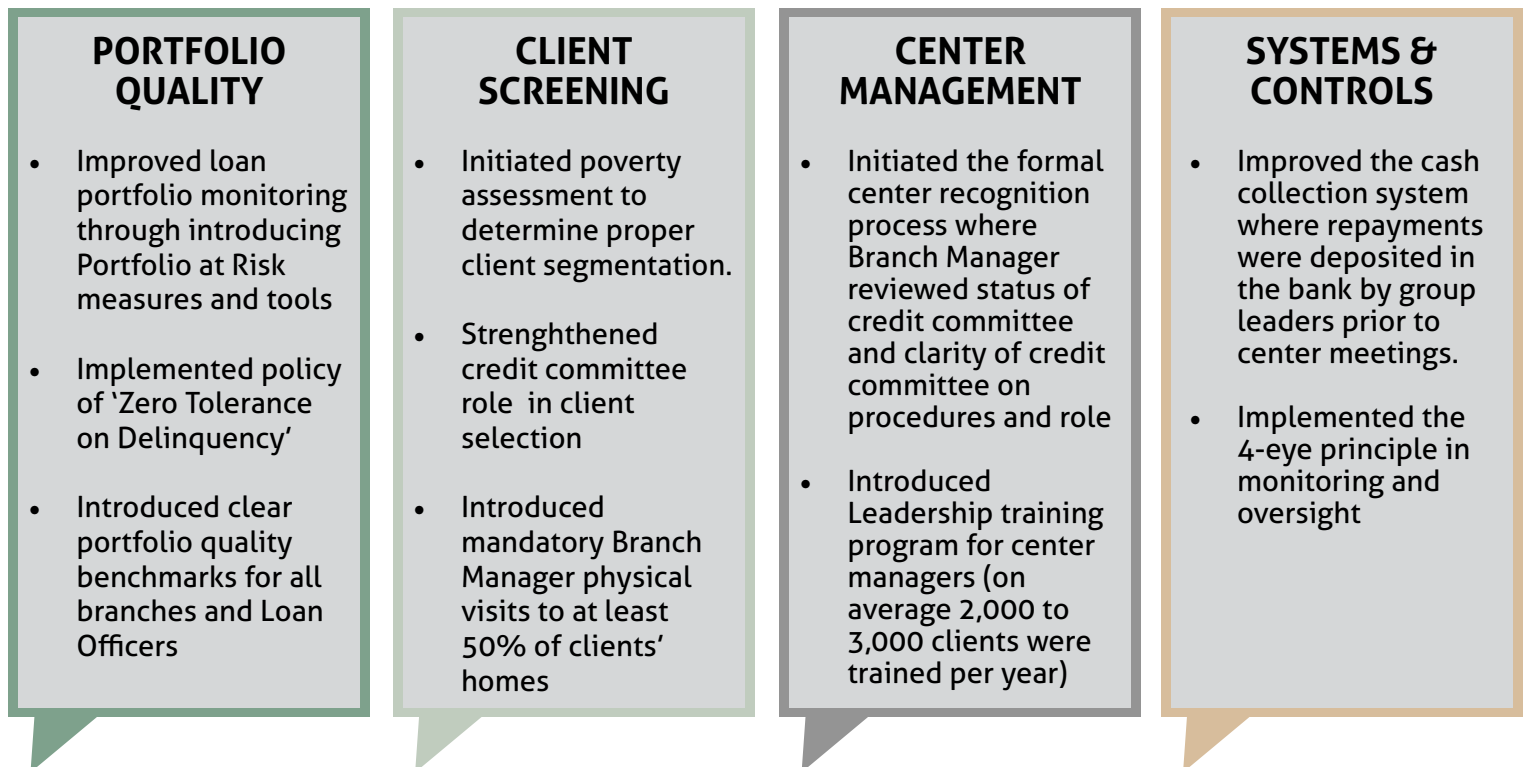 PORTFOLIO
QUALITY
• Improved loan
portfolio monitoring
through introducing
Portfolio at Risk
measures and tools
• Implemented policy
of ‘Zero Tolerance
on Delinquency’
• Introduced clear
portfolio quality
benchmarks for all
branches and Loan
Officers
CLIENT
SCREENING
• Initiated poverty
assessment to
determine proper
client segmentation.
• Strenghthened
credit committee
role in client
selection
• Introduced
mandatory Branch
Manager physical
visits to at least
50% of clients’
homes
CENTER
MANAGEMENT
• Initiated the formal
center recognition
process where
Branch Manager
reviewed status of
credit committee
and clarity of credit
committee on
procedures and role
• Introduced
Leadership training
program for center
managers (on
average 2,000 to
3,000 clients were
trained per year)
SYSTEMS &
CONTROLS
• Improved the cash
collection system
where repayments
were deposited in
the bank by group
leaders prior to
center meetings.
• Implemented the
4-eye principle in
monitoring and
oversight